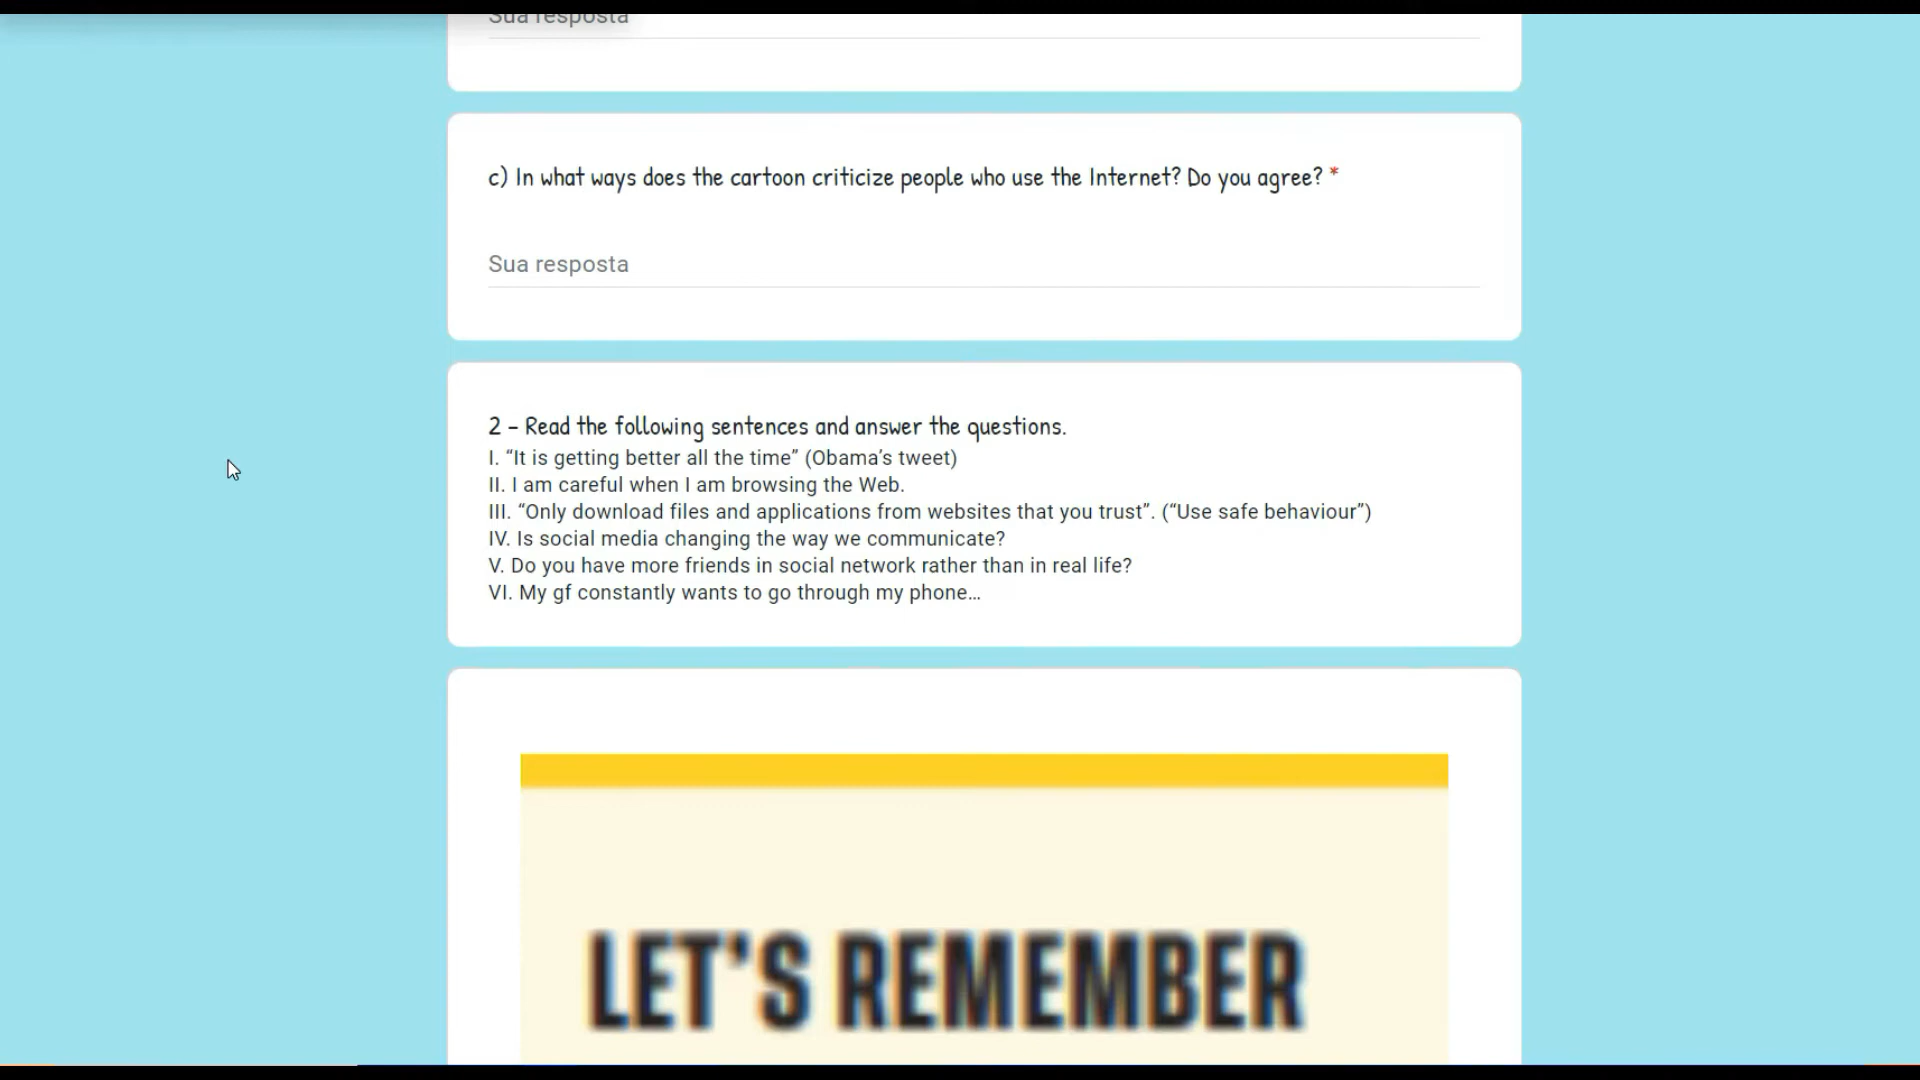 Sua resposta
c) In what ways does the cartoon criticize people who use the Internet? Do you agree? *
Sua resposta
2 – Read the following sentences and answer the questions.
I. “It is getting better all the time” (Obama’s tweet)
II. I am careful when I am browsing the Web.
III. “Only download files and applications from websites that you trust”. (“Use safe behaviour”)
IV. Is social media changing the way we communicate?
V. Do you have more friends in social network rather than in real life?
VI. My gf constantly wants to go through my phone…
LET'S REMEMBER